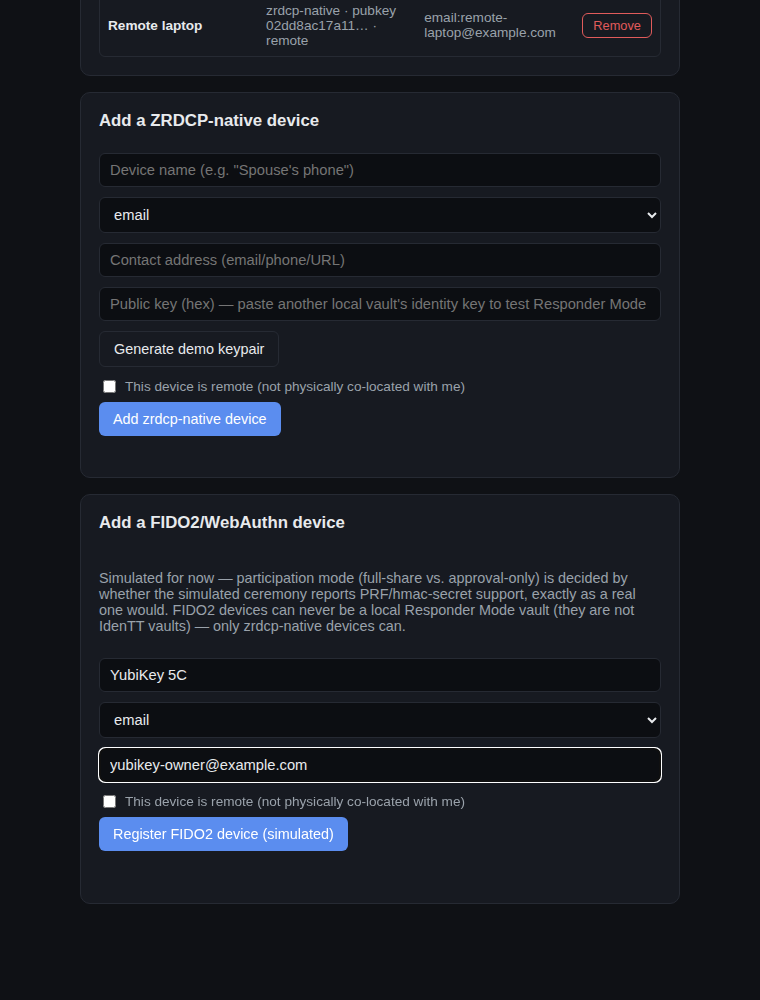 Remote laptop
zrdcp-native · pubkey
02dd8ac17a11… ·
remote
email:remote-
laptop@example.com
Remove
Add a ZRDCP-native device
Device name (e.g. "Spouse's phone")
email
Contact address (email/phone/URL)
Public key (hex) — paste another local vault's identity key to test Responder Mode
Generate demo keypair
This device is remote (not physically co-located with me)
Add zrdcp-native device
Add a FIDO2/WebAuthn device
Simulated for now — participation mode (full-share vs. approval-only) is decided by
whether the simulated ceremony reports PRF/hmac-secret support, exactly as a real
one would. FIDO2 devices can never be a local Responder Mode vault (they are not
IdenTT vaults) — only zrdcp-native devices can.
YubiKey 5C
email
yubikey-owner@example.com
This device is remote (not physically co-located with me)
Register FIDO2 device (simulated)